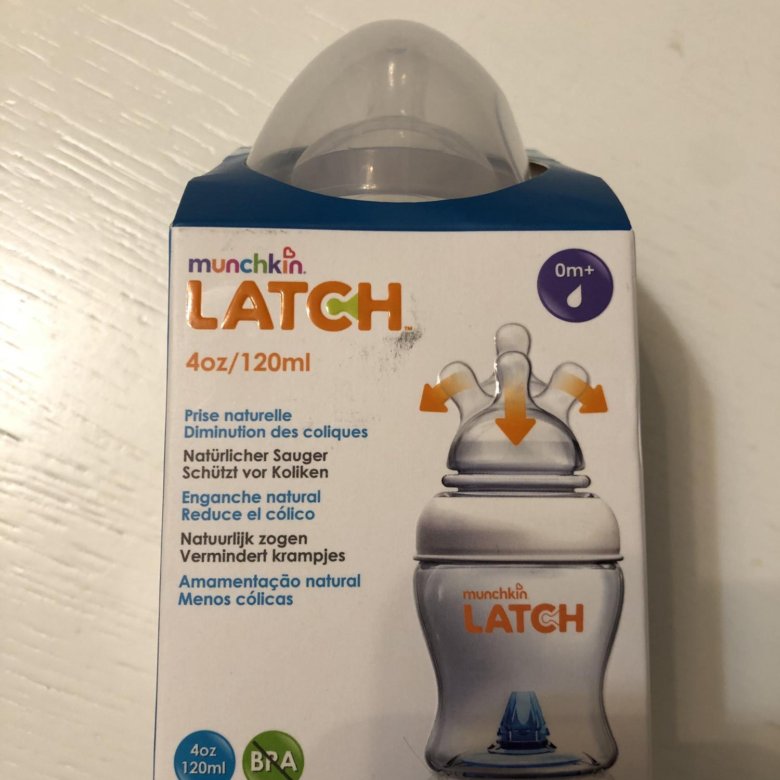 munchkin.
LATCH™
0m+
4oz/120ml
Prise naturelle
Diminution des coliques
Natürlicher Sauger
Schützt vor Koliken
Enganche natural
Reduce el cólico
Natuurlijk zogen
Vermindert krampjes
Amamentação natural
Menos cólicas
munchkin
LATCH
4oz
120ml
BPA